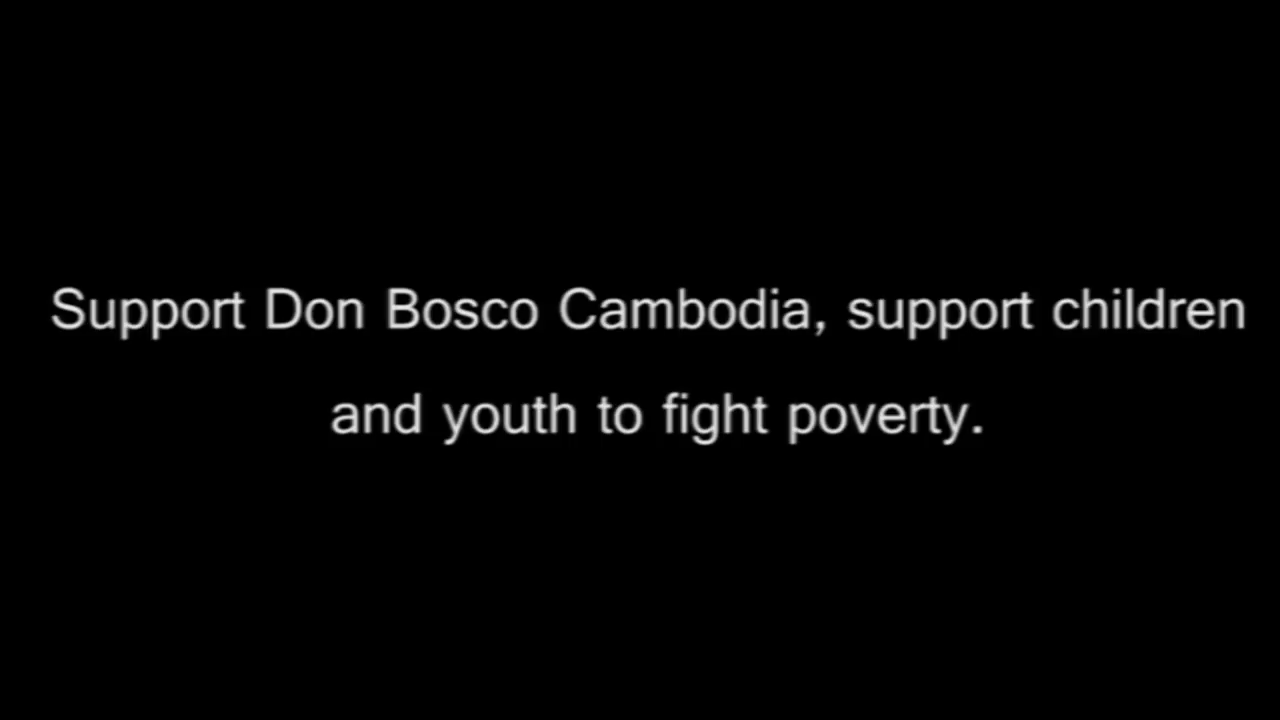 Support Don Bosco Cambodia, support children
and youth to fight poverty.